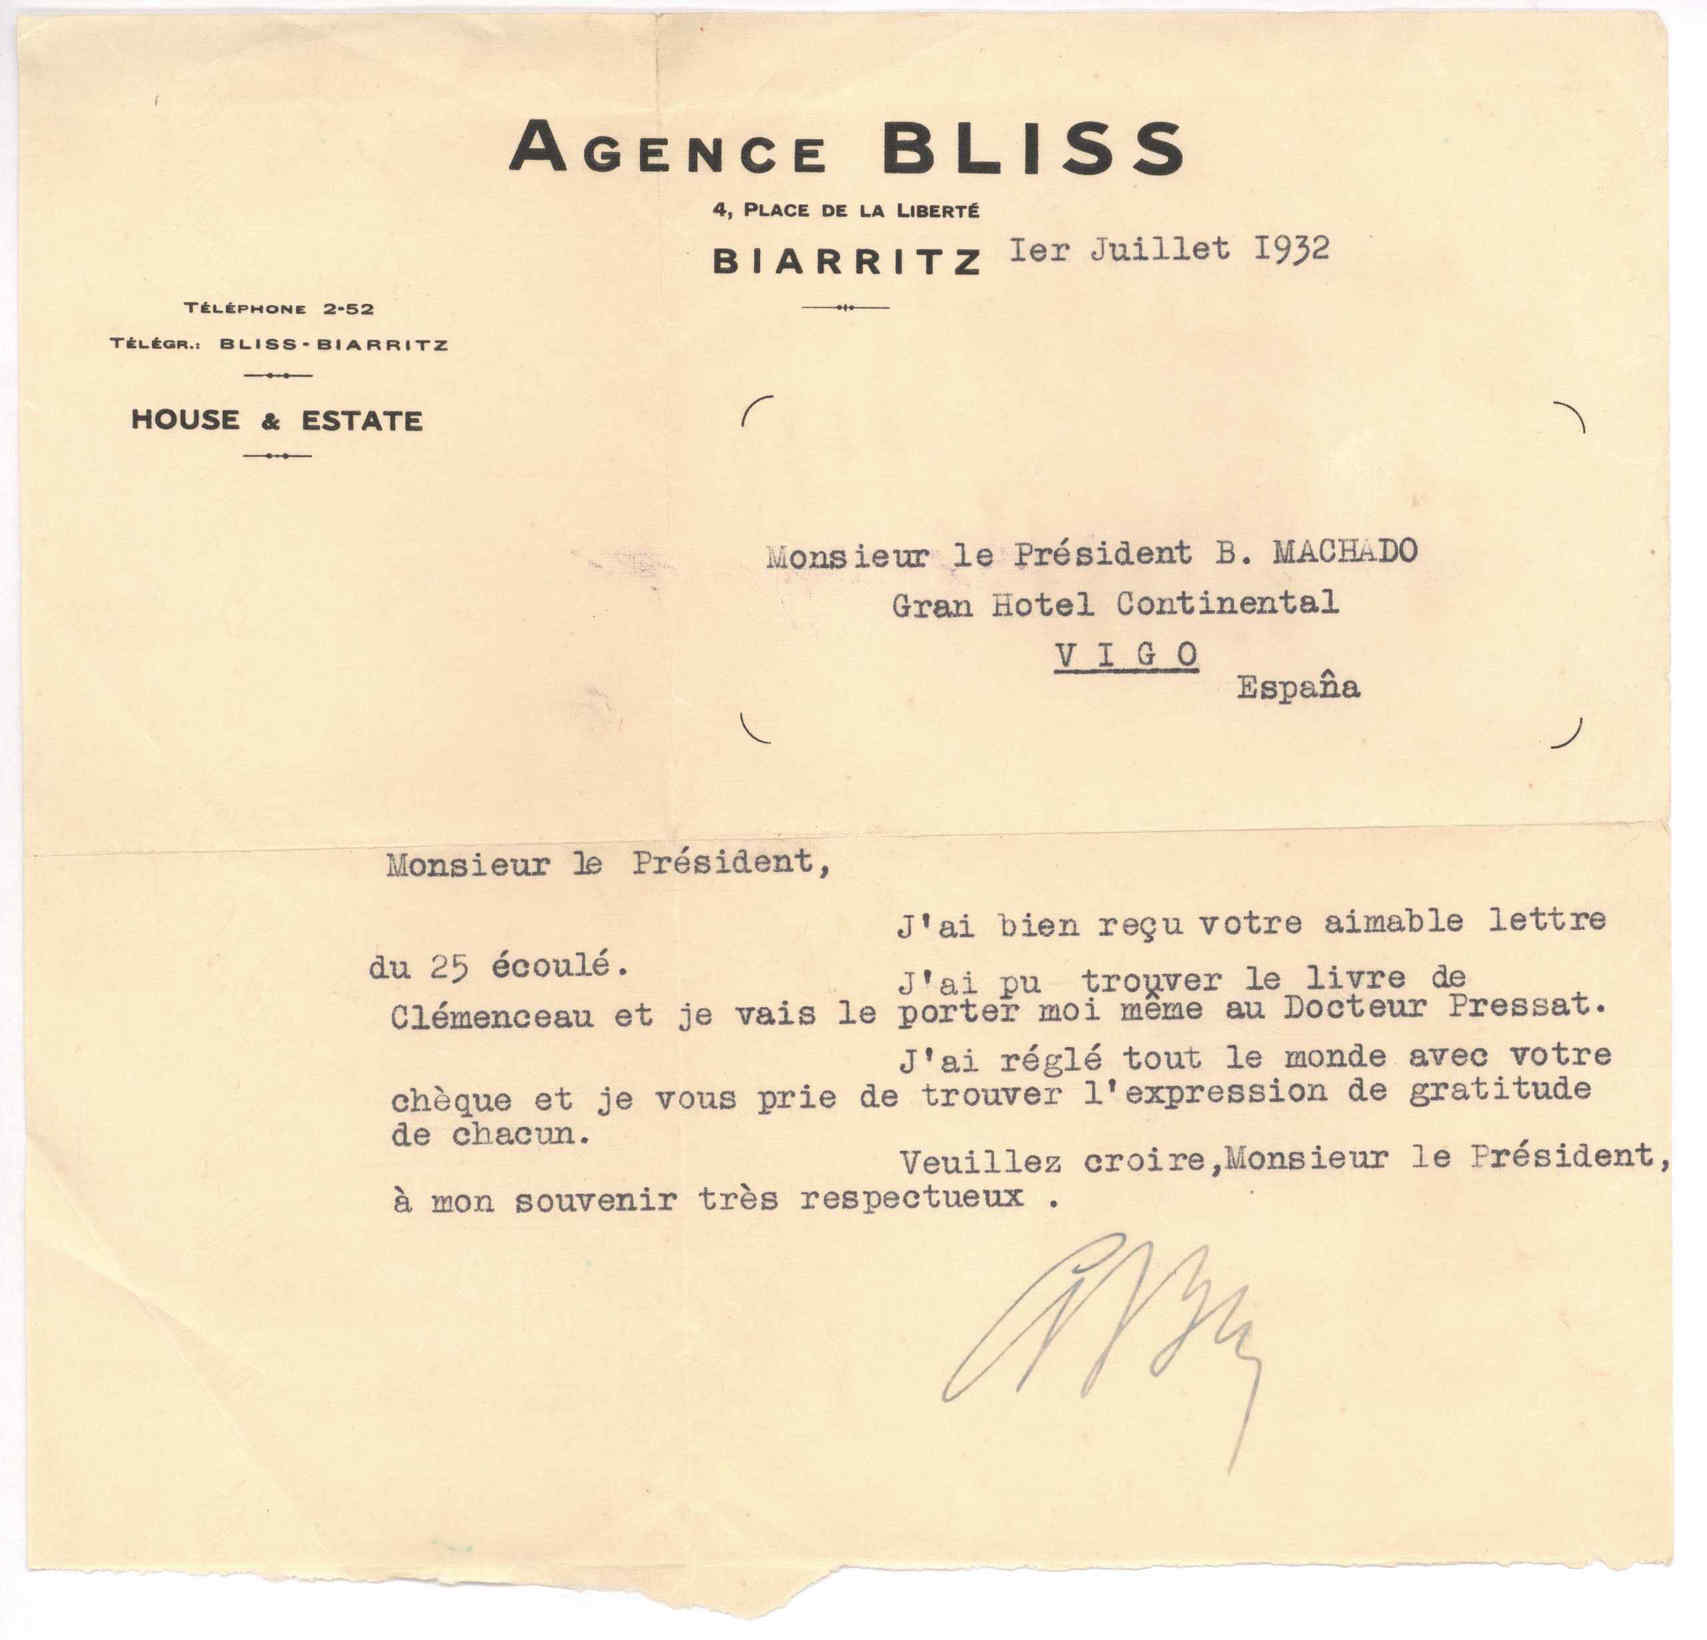 AGENCE BLISS
4, PLACE DE LA LIBERTÉ
BIARRITZ Ier Juillet I932
TÉLÉPHONE 2-52
TÉLÉGR.: BLISS-BIARRITZ
HOUSE & ESTATE
Monsieur le Président B. MACHADO
Gran Hotel Continental
V I G O
España
Monsieur le Président,
J'ai bien reçu votre aimable lettre
du 25 écoulé.
J'ai pu trouver le livre de
Clémenceau et je vais le porter moi même au Docteur Pressat.
J'ai réglé tout le monde avec votre
chèque et je vous prie de trouver l'expression de gratitude
de chacun.
Veuillez croire,Monsieur le Président,
à mon souvenir très respectueux .